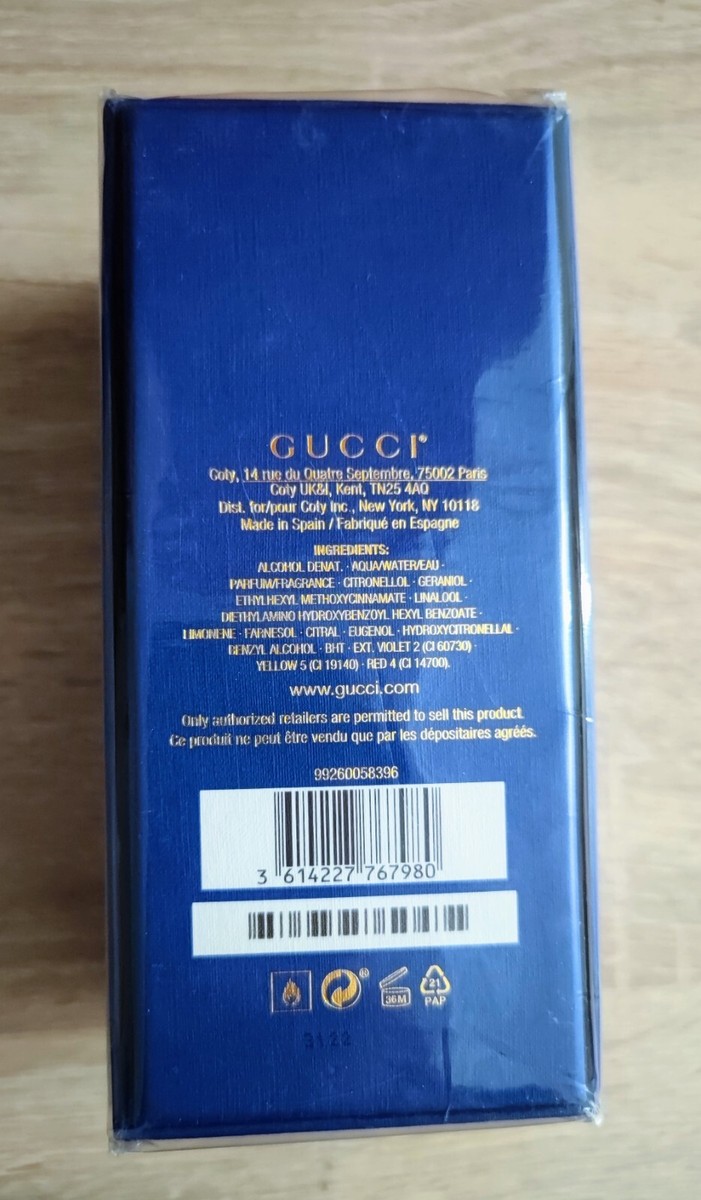 GUCCI®
Coty, 14 rue du Quatre Septembre, 75002 Paris
Coty UK&I, Kent, TN25 4AQ
Dist. for/pour Coty Inc., New York, NY 10118
Made in Spain / Fabriqué en Espagne
INGREDIENTS:
ALCOHOL DENAT. · AQUA/WATER/EAU ·
PARFUM/FRAGRANCE · CITRONELLOL · GERANIOL ·
ETHYLHEXYL METHOXYCINNAMATE · LINALOOL ·
DIETHYLAMINO HYDROXYBENZOYL HEXYL BENZOATE ·
LIMONENE · FARNESOL · CITRAL · EUGENOL · HYDROXYCITRONELLAL ·
BENZYL ALCOHOL · BHT · EXT. VIOLET 2 (CI 60730) ·
YELLOW 5 (CI 19140) · RED 4 (CI 14700).
www.gucci.com
Only authorized retailers are permitted to sell this product.
Ce produit ne peut être vendu que par les dépositaires agréés.
99260058396
3 614227 767980
® 36M 21
PAP
3122